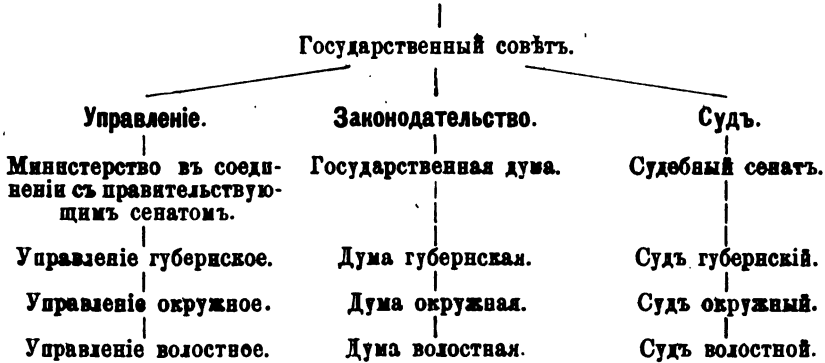 Государственный совѣтъ.
Управленіе. Законодательство. Судъ.
Министерство въ соеди- Государственная дума. Судебный сенатъ.
неніи съ правительствую-
щимъ сенатомъ.
Управленіе губернское. Дума губернская. Судъ губернскій.
Управленіе окружное. Дума окружная. Судъ окружный.
Управленіе волостное. Дума волостная. Судъ волостной.